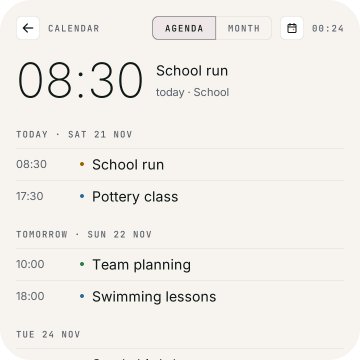 CALENDAR
AGENDA
MONTH
00:24
08:30
School run
today · School
TODAY · SAT 21 NOV
08:30 School run
17:30 Pottery class
TOMORROW · SUN 22 NOV
10:00 Team planning
18:00 Swimming lessons
TUE 24 NOV